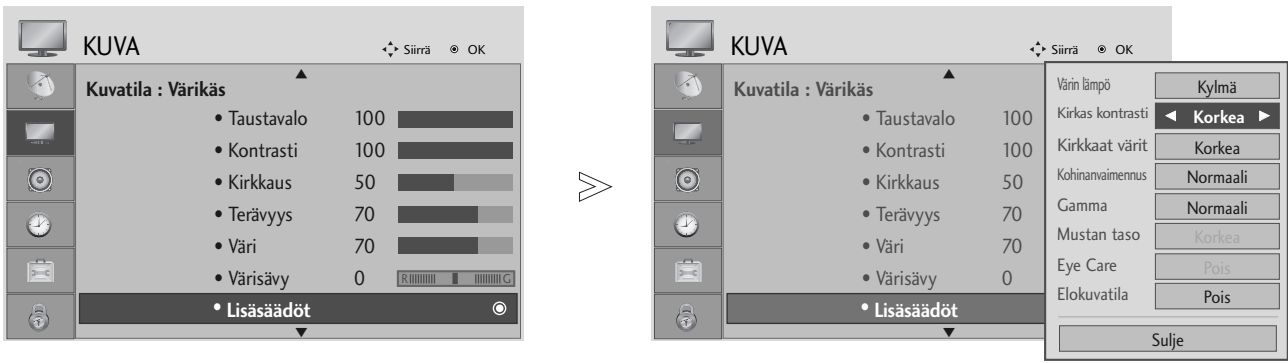 KUVA
Siirrä OK
Kuvatila : Värikäs
• Taustavalo 100
• Kontrasti 100
• Kirkkaus 50
• Terävyys 70
• Väri 70
• Värisävy 0 R G
• Lisäsäädöt
KUVA
Siirrä OK
Kuvatila : Värikäs
• Taustavalo 100
• Kontrasti 100
• Kirkkaus 50
• Terävyys 70
• Väri 70
• Värisävy 0
• Lisäsäädöt
Värin lämpö Kylmä
Kirkas kontrasti ◄ Korkea ►
Kirkkaat värit Korkea
Kohinanvaimennus Normaali
Gamma Normaali
Mustan taso Korkea
Eye Care Pois
Elokuvatila Pois
Sulje